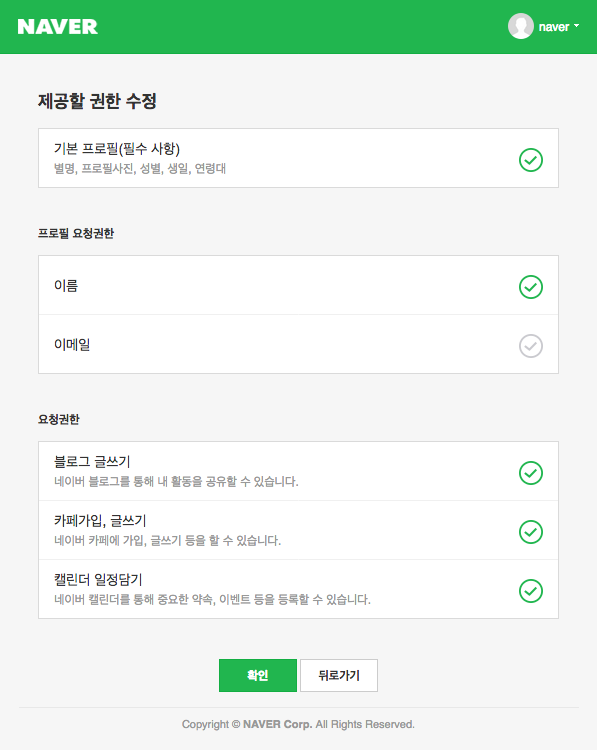 NAVER
naver
제공할 권한 수정
기본 프로필(필수 사항)
별명, 프로필사진, 성별, 생일, 연령대
프로필 요청권한
이름
이메일
요청권한
블로그 글쓰기
네이버 블로그를 통해 내 활동을 공유할 수 있습니다.
카페가입, 글쓰기
네이버 카페에 가입, 글쓰기 등을 할 수 있습니다.
캘린더 일정담기
네이버 캘린더를 통해 중요한 약속, 이벤트 등을 등록할 수 있습니다.
확인
뒤로가기
Copyright © NAVER Corp. All Rights Reserved.